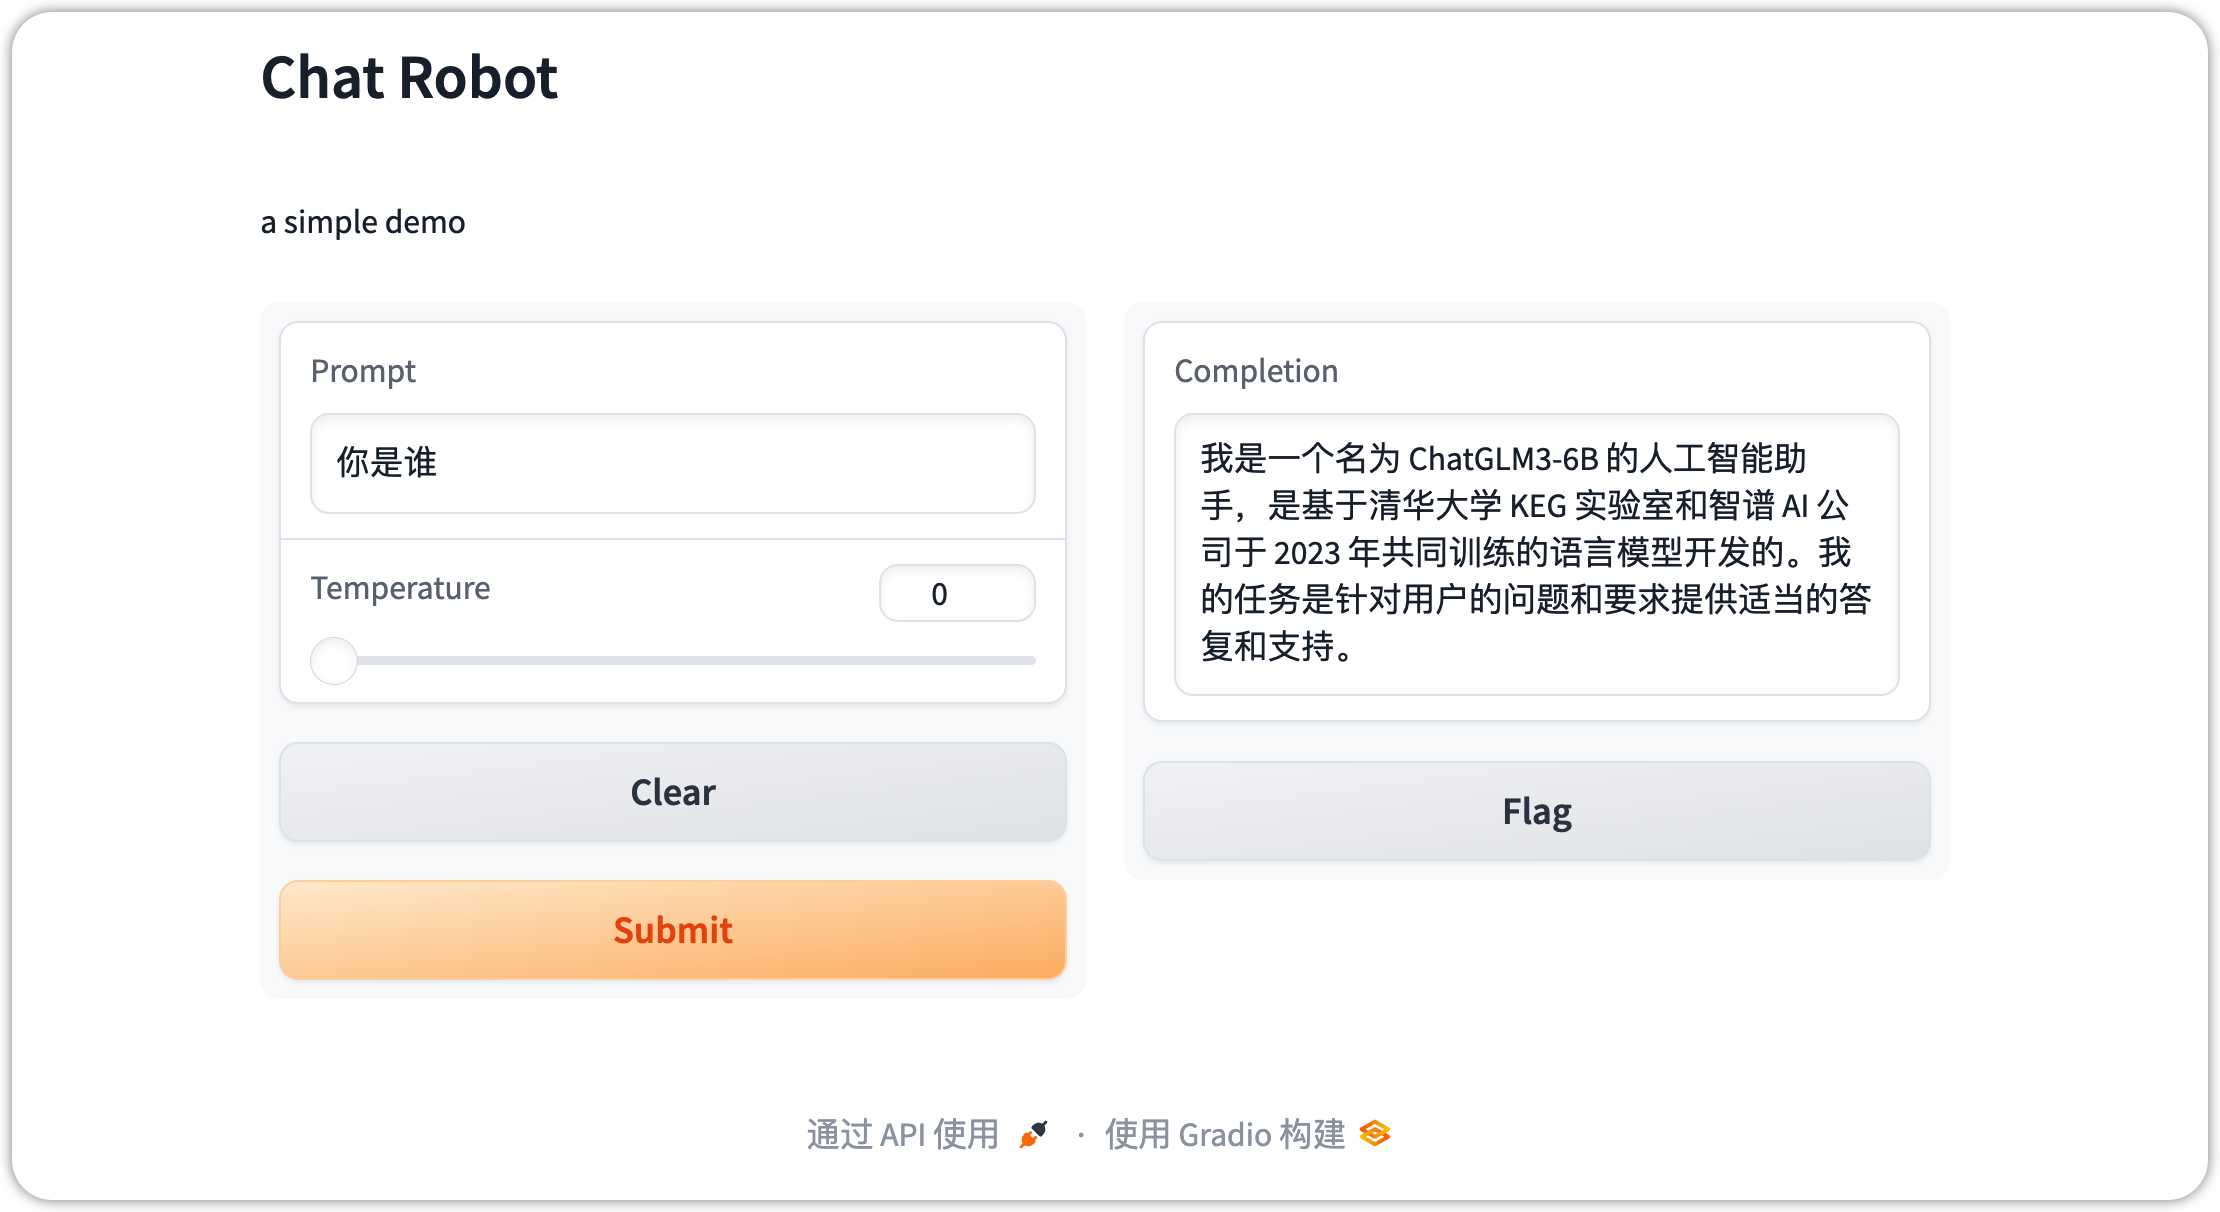 Chat Robot
a simple demo
Prompt
你是谁
Temperature
0
Clear
Submit
Completion
我是一个名为 ChatGLM3-6B 的人工智能助
手，是基于清华大学 KEG 实验室和智谱 AI 公
司于 2023 年共同训练的语言模型开发的。我
的任务是针对用户的问题和要求提供适当的答
复和支持。
Flag
通过 API 使用 · 使用 Gradio 构建